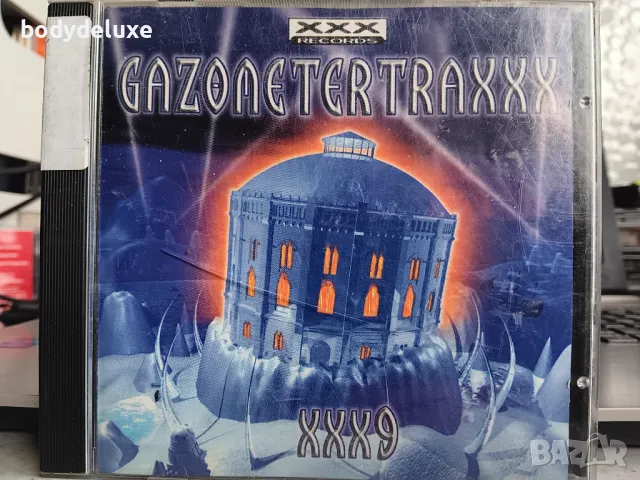 bodydeluxe
XXX
RECORDS
GAZOMETERTRAXXX
XXX9
BAZAR